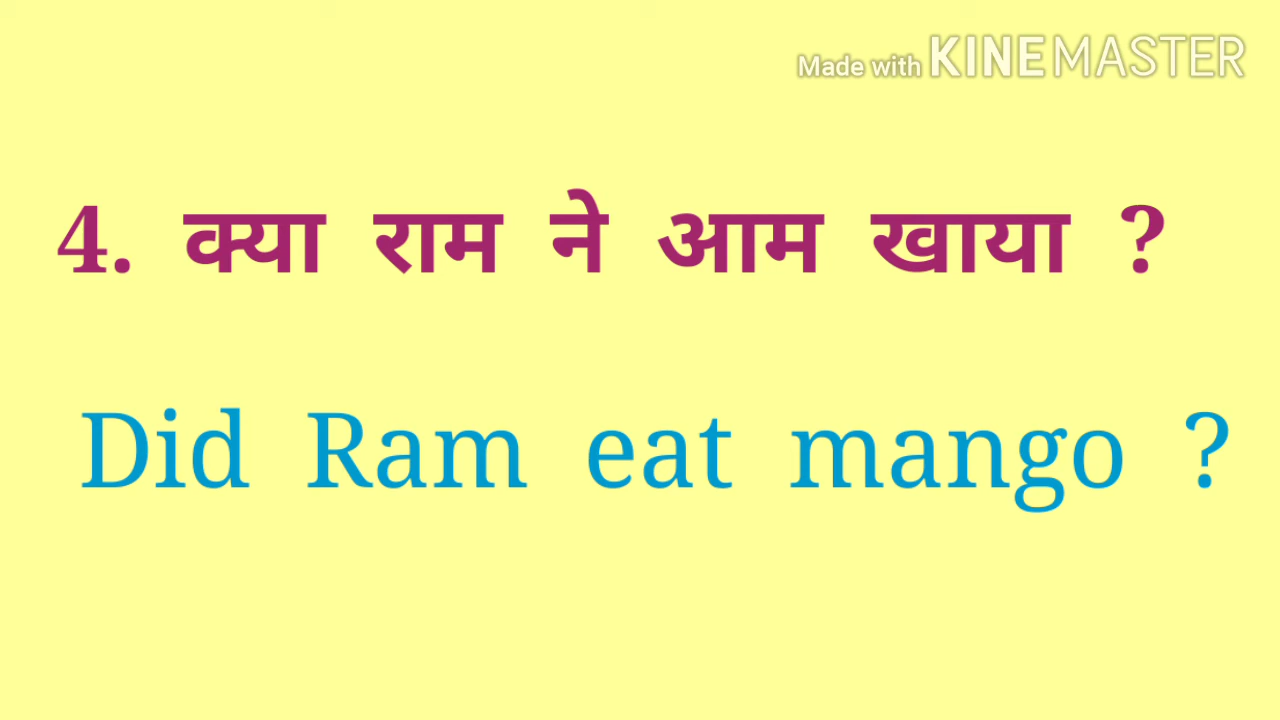 Made with KINEMASTER
4. क्या राम ने आम खाया ?
Did Ram eat mango ?